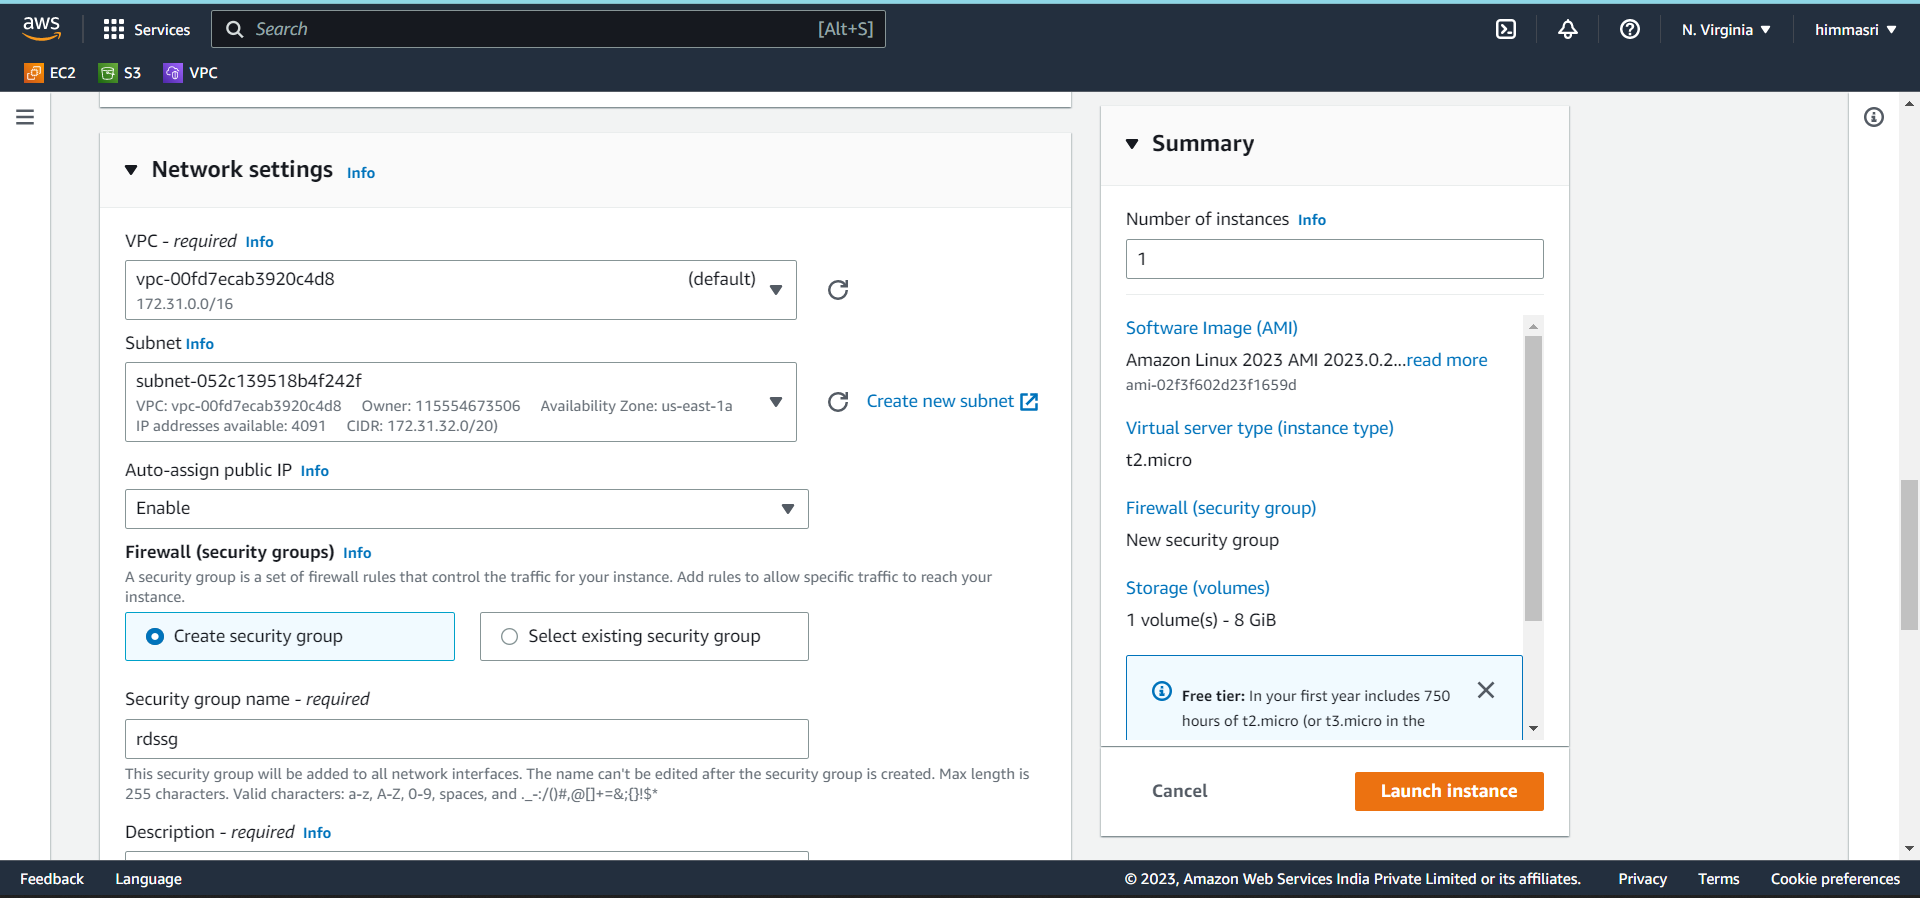 aws
Services
Search
[Alt+S]
N. Virginia
himmasri
EC2
S3
VPC
Network settings Info
VPC - required Info
vpc-00fd7ecab3920c4d8 (default)
172.31.0.0/16
Subnet Info
subnet-052c139518b4f242f
VPC: vpc-00fd7ecab3920c4d8 Owner: 115554673506 Availability Zone: us-east-1a
IP addresses available: 4091 CIDR: 172.31.32.0/20)
Create new subnet
Auto-assign public IP Info
Enable
Firewall (security groups) Info
A security group is a set of firewall rules that control the traffic for your instance. Add rules to allow specific traffic to reach your
instance.
Create security group
Select existing security group
Security group name - required
rdssg
This security group will be added to all network interfaces. The name can't be edited after the security group is created. Max length is
255 characters. Valid characters: a-z, A-Z, 0-9, spaces, and ._-:/()#,@[]+=&;{}!$*
Description - required Info
Summary
Number of instances Info
1
Software Image (AMI)
Amazon Linux 2023 AMI 2023.0.2...read more
ami-02f3f602d23f1659d
Virtual server type (instance type)
t2.micro
Firewall (security group)
New security group
Storage (volumes)
1 volume(s) - 8 GiB
Free tier: In your first year includes 750
hours of t2.micro (or t3.micro in the
Cancel
Launch instance
Feedback
Language
© 2023, Amazon Web Services India Private Limited or its affiliates.
Privacy
Terms
Cookie preferences